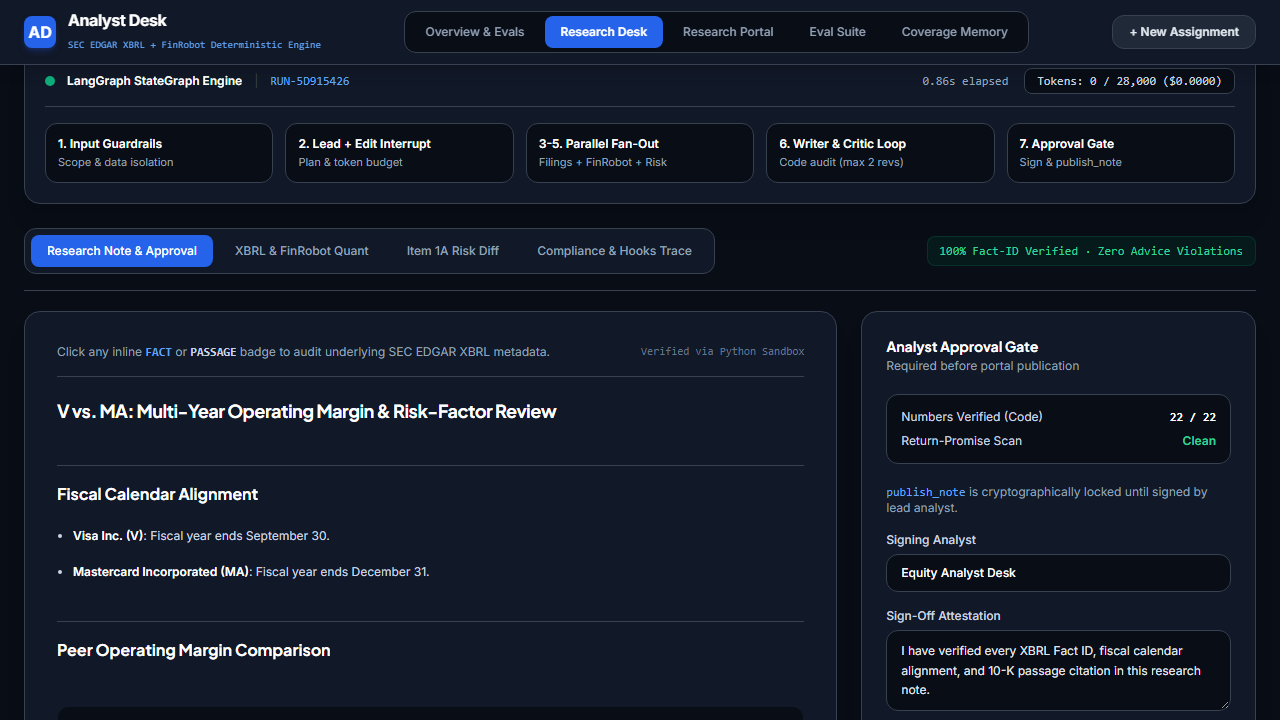 AD
Analyst Desk
SEC EDGAR XBRL + FinRobot Deterministic Engine
Overview & Evals
Research Desk
Research Portal
Eval Suite
Coverage Memory
+ New Assignment
LangGraph StateGraph Engine
RUN-5D915426
0.86s elapsed
Tokens: 0 / 28,000 ($0.0000)
1. Input Guardrails
Scope & data isolation
2. Lead + Edit Interrupt
Plan & token budget
3-5. Parallel Fan-Out
Filings + FinRobot + Risk
6. Writer & Critic Loop
Code audit (max 2 revs)
7. Approval Gate
Sign & publish_note
Research Note & Approval
XBRL & FinRobot Quant
Item 1A Risk Diff
Compliance & Hooks Trace
100% Fact-ID Verified · Zero Advice Violations
Click any inline FACT or PASSAGE badge to audit underlying SEC EDGAR XBRL metadata.
Verified via Python Sandbox
V vs. MA: Multi-Year Operating Margin & Risk-Factor Review
Fiscal Calendar Alignment
• Visa Inc. (V): Fiscal year ends September 30.
• Mastercard Incorporated (MA): Fiscal year ends December 31.
Peer Operating Margin Comparison
Analyst Approval Gate
Required before portal publication
Numbers Verified (Code)
22 / 22
Return-Promise Scan
Clean
publish_note is cryptographically locked until signed by
lead analyst.
Signing Analyst
Equity Analyst Desk
Sign-Off Attestation
I have verified every XBRL Fact ID, fiscal calendar
alignment, and 10-K passage citation in this research
note.